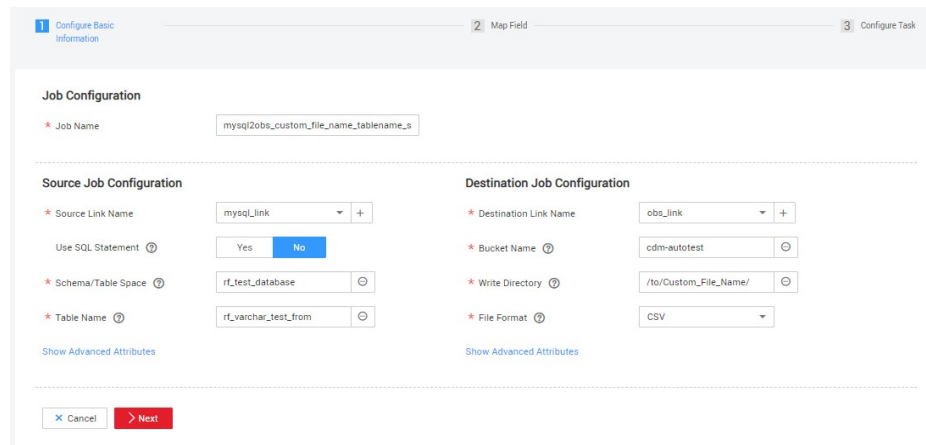 1 Configure Basic Information 2 Map Field 3 Configure Task
Job Configuration
* Job Name mysql2obs_custom_file_name_tablename_s
Source Job Configuration Destination Job Configuration
* Source Link Name mysql_link + * Destination Link Name obs_link +
Use SQL Statement ? Yes No * Bucket Name ? cdm-autotest
* Schema/Table Space ? rf_test_database * Write Directory ? /to/Custom_File_Name/
* Table Name ? rf_varchar_test_from * File Format ? CSV
Show Advanced Attributes Show Advanced Attributes
× Cancel > Next